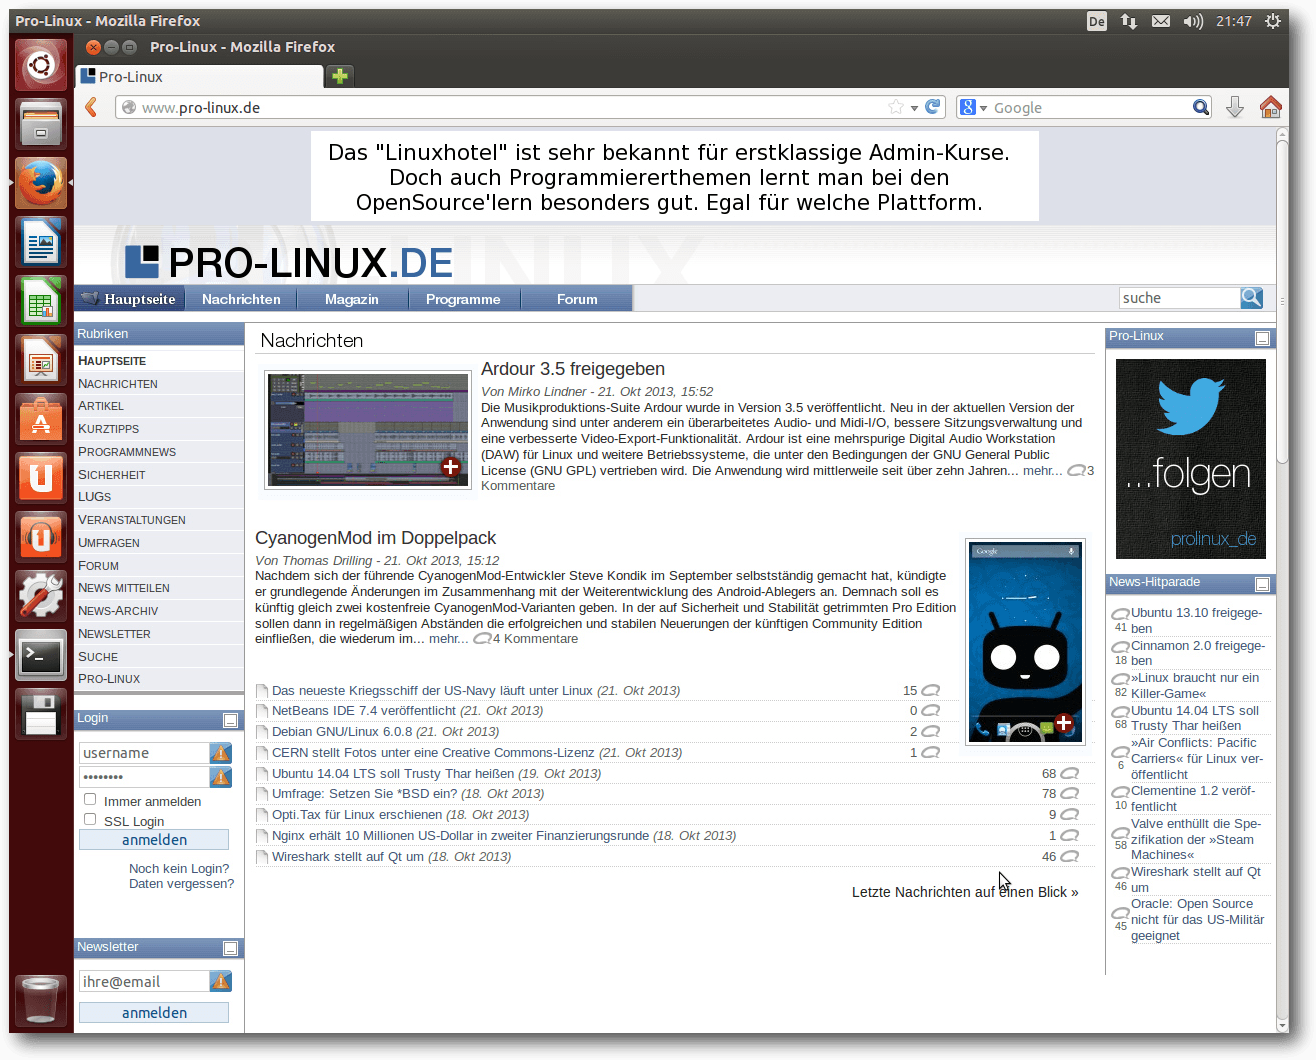 Pro-Linux - Mozilla Firefox
De
21:47
Pro-Linux - Mozilla Firefox
Pro-Linux
www.pro-linux.de
Google
Das "Linuxhotel" ist sehr bekannt für erstklassige Admin-Kurse.
Doch auch Programmiererthemen lernt man bei den
OpenSource'lern besonders gut. Egal für welche Plattform.
PRO-LINUX.DE
Hauptseite
Nachrichten
Magazin
Programme
Forum
suche
Rubriken
HAUPTSEITE
NACHRICHTEN
ARTIKEL
KURZTIPPS
PROGRAMMNEWS
SICHERHEIT
LUGS
VERANSTALTUNGEN
UMFRAGEN
FORUM
NEWS MITTEILEN
NEWS-ARCHIV
NEWSLETTER
SUCHE
PRO-LINUX
Login
username
Immer anmelden
SSL Login
anmelden
Noch kein Login?
Daten vergessen?
Newsletter
ihre@email
anmelden
Nachrichten
Ardour 3.5 freigegeben
Von Mirko Lindner - 21. Okt 2013, 15:52
Die Musikproduktions-Suite Ardour wurde in Version 3.5 veröffentlicht. Neu in der aktuellen Version der
Anwendung sind unter anderem ein überarbeitetes Audio- und Midi-I/O, bessere Sitzungsverwaltung und
eine verbesserte Video-Export-Funktionalität. Ardour ist eine mehrspurige Digital Audio Workstation
(DAW) für Linux und weitere Betriebssysteme, die unter den Bedingungen der GNU General Public
License (GNU GPL) vertrieben wird. Die Anwendung wird mittlerweile seit über zehn Jahren... mehr... 3
Kommentare
CyanogenMod im Doppelpack
Von Thomas Drilling - 21. Okt 2013, 15:12
Nachdem sich der führende CyanogenMod-Entwickler Steve Kondik im September selbstständig gemacht hat, kündigte
er grundlegende Änderungen im Zusammenhang mit der Weiterentwicklung des Android-Ablegers an. Demnach soll es
künftig gleich zwei kostenfreie CyanogenMod-Varianten geben. In der auf Sicherheit und Stabilität getrimmten Pro Edition
sollen dann in regelmäßigen Abständen die erfolgreichen und stabilen Neuerungen der künftigen Community Edition
einfließen, die wiederum im... mehr... 4 Kommentare
Google
Das neueste Kriegsschiff der US-Navy läuft unter Linux (21. Okt 2013) 15
NetBeans IDE 7.4 veröffentlicht (21. Okt 2013) 0
Debian GNU/Linux 6.0.8 (21. Okt 2013) 2
CERN stellt Fotos unter eine Creative Commons-Lizenz (21. Okt 2013) 1
Ubuntu 14.04 LTS soll Trusty Thar heißen (19. Okt 2013) 68
Umfrage: Setzen Sie *BSD ein? (18. Okt 2013) 78
Opti.Tax für Linux erschienen (18. Okt 2013) 9
Nginx erhält 10 Millionen US-Dollar in zweiter Finanzierungsrunde (18. Okt 2013) 1
Wireshark stellt auf Qt um (18. Okt 2013) 46
Letzte Nachrichten auf einen Blick »
Pro-Linux
...folgen
prolinux_de
News-Hitparade
Ubuntu 13.10 freigege-
41 ben
Cinnamon 2.0 freigege-
18 ben
»Linux braucht nur ein
82 Killer-Game«
Ubuntu 14.04 LTS soll
68 Trusty Thar heißen
»Air Conflicts: Pacific
6 Carriers« für Linux ver-
öffentlicht
Clementine 1.2 veröf-
10 fentlicht
Valve enthüllt die Spe-
58 zifikation der »Steam
Machines«
Wireshark stellt auf Qt
46 um
Oracle: Open Source
45 nicht für das US-Militär
geeignet